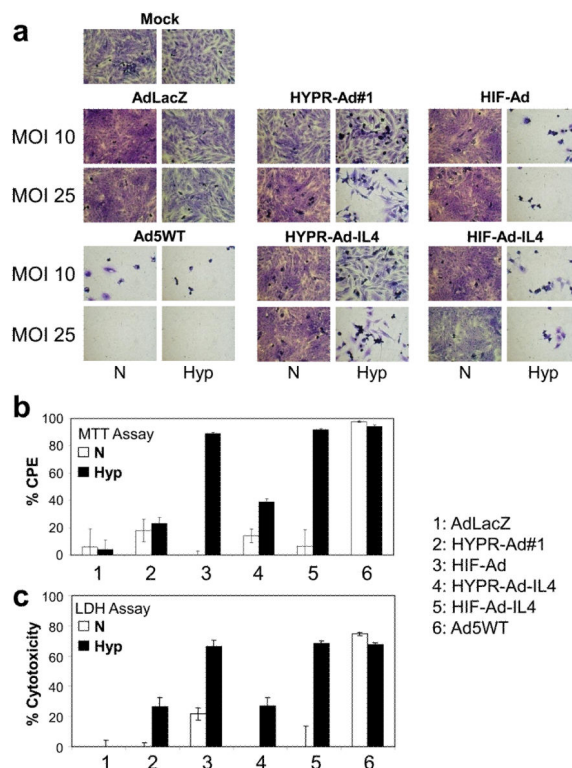 a
Mock
AdLacZ HYPR-Ad#1 HIF-Ad
MOI 10
MOI 25
Ad5WT HYPR-Ad-IL4 HIF-Ad-IL4
MOI 10
MOI 25
N Hyp N Hyp N Hyp
b
100
80
60
40
20
0
% CPE
MTT Assay
N
Hyp
1 2 3 4 5 6
c
100
80
60
40
20
0
% Cytotoxicity
LDH Assay
N
Hyp
1 2 3 4 5 6
1: AdLacZ
2: HYPR-Ad#1
3: HIF-Ad
4: HYPR-Ad-IL4
5: HIF-Ad-IL4
6: Ad5WT